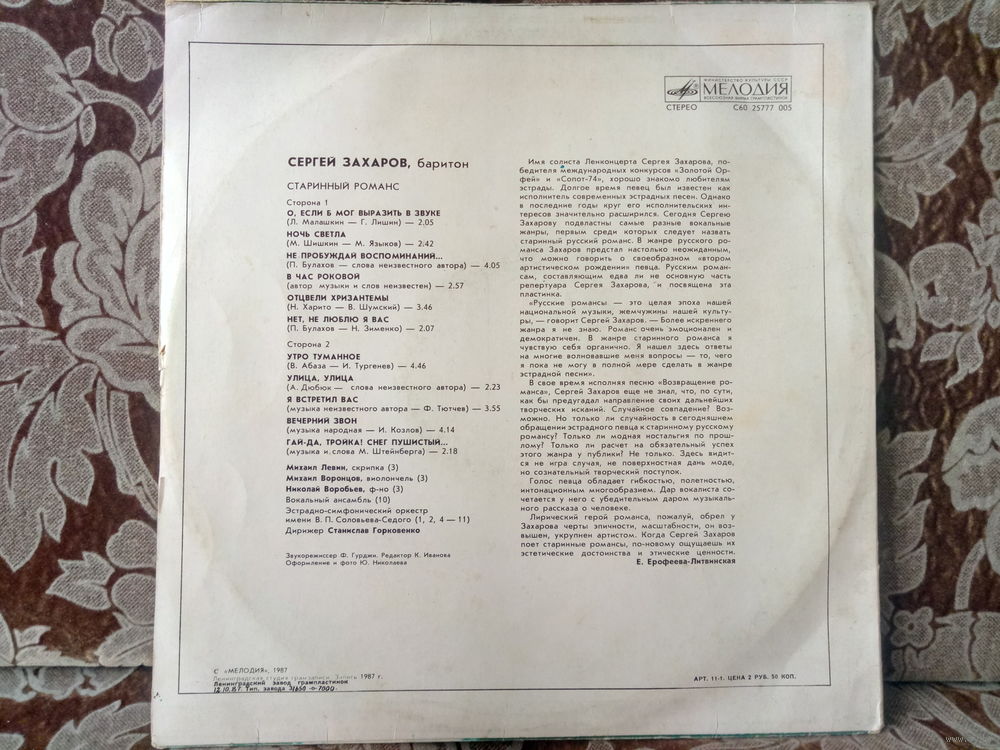 МИНИСТЕРСТВО КУЛЬТУРЫ СССР
МЕЛОДИЯ
ВСЕСОЮЗНАЯ ФИРМА ГРАМПЛАСТИНОК
СТЕРЕО С60 25777 005
СЕРГЕЙ ЗАХАРОВ, баритон
СТАРИННЫЙ РОМАНС
Сторона 1
О, ЕСЛИ Б МОГ ВЫРАЗИТЬ В ЗВУКЕ
(Л. Малашкин — Г. Лишин) — 2.05
НОЧЬ СВЕТЛА
(М. Шишкин — М. Языков) — 2.42
НЕ ПРОБУЖДАЙ ВОСПОМИНАНИЙ...
(П. Булахов — слова неизвестного автора) — 4.05
В ЧАС РОКОВОЙ
(автор музыки и слов неизвестен) — 2.57
ОТЦВЕЛИ ХРИЗАНТЕМЫ
(Н. Харито — В. Шумский) — 3.46
НЕТ, НЕ ЛЮБЛЮ Я ВАС
(П. Булахов — Н. Зименко) — 2.07
Сторона 2
УТРО ТУМАННОЕ
(В. Абаза — И. Тургенев) — 4.46
УЛИЦА, УЛИЦА
(А. Дюбюк — слова неизвестного автора) — 2.23
Я ВСТРЕТИЛ ВАС
(музыка неизвестного автора — Ф. Тютчев) — 3.55
ВЕЧЕРНИЙ ЗВОН
(музыка народная — И. Козлов) — 4.14
ГАЙ-ДА, ТРОЙКА! СНЕГ ПУШИСТЫЙ...
(музыка и слова М. Штейнберга) — 2.18
Михаил Левин, скрипка (3)
Михаил Воронцов, виолончель (3)
Николай Воробьев, ф-но (3)
Вокальный ансамбль (10)
Эстрадно-симфонический оркестр
имени В. П. Соловьева-Седого (1, 2, 4 — 11)
Дирижер Станислав Горковенко
Звукорежиссер Ф. Гурджи. Редактор К. Иванова
Оформление и фото Ю. Николаева
Имя солиста Ленконцерта Сергея Захарова, по-
бедителя международных конкурсов «Золотой Ор-
фей» и «Сопот-74», хорошо знакомо любителям
эстрады. Долгое время певец был известен как
исполнитель современных эстрадных песен. Однако
в последние годы круг его исполнительских ин-
тересов значительно расширился. Сегодня Сергею
Захарову подвластны самые разные вокальные
жанры, первым среди которых следует назвать
старинный русский романс. В жанре русского ро-
манса Захаров предстал настолько неожиданным,
что можно говорить о своеобразном «втором
артистическом рождении» певца. Русским роман-
сам, составляющим едва ли не основную часть
репертуара Сергея Захарова, и посвящена эта
пластинка.
«Русские романсы — это целая эпоха нашей
национальной музыки, жемчужины нашей культу-
ры, — говорит Сергей Захаров. — Более искреннего
жанра я не знаю. Романс очень эмоционален и
демократичен. В жанре старинного романса я
чувствую себя органично. Я нашел здесь ответы
на многие волновавшие меня вопросы — то, чего
я пока не могу в полной мере сделать в жанре
эстрадной песни».
В свое время исполняя песню «Возвращение ро-
манса», Сергей Захаров еще не знал, что, по сути,
как бы предугадал направление своих дальнейших
творческих исканий. Случайное совпадение? Воз-
можно. Но только ли случайность в сегодняшнем
обращении эстрадного певца к старинному русскому
романсу? Только ли модная ностальгия по прош-
лому? Только ли расчет на обязательный успех
этого жанра у публики? Не только. Здесь видит-
ся не игра случая, не поверхностная дань моде,
но сознательный творческий поступок.
Голос певца обладает гибкостью, полетностью,
интонационным многообразием. Дар вокалиста со-
четается у него с убедительным даром музыкаль-
ного рассказа о человеке.
Лирический герой романса, пожалуй, обрел у
Захарова черты эпичности, масштабности, он воз-
вышен, укрупнен артистом. Когда Сергей Захаров
поет старинные романсы, по-новому ощущаешь их
эстетические достоинства и этические ценности.
Е. Ерофеева-Литвинская
С «МЕЛОДИЯ», 1987
Ленинградская студия грамзаписи. Запись 1987 г.
Ленинградский завод грампластинок
12.10.87. Тип. завода З1650 -о-7000.
АРТ. 11-1. ЦЕНА 2 РУБ. 50 КОП.